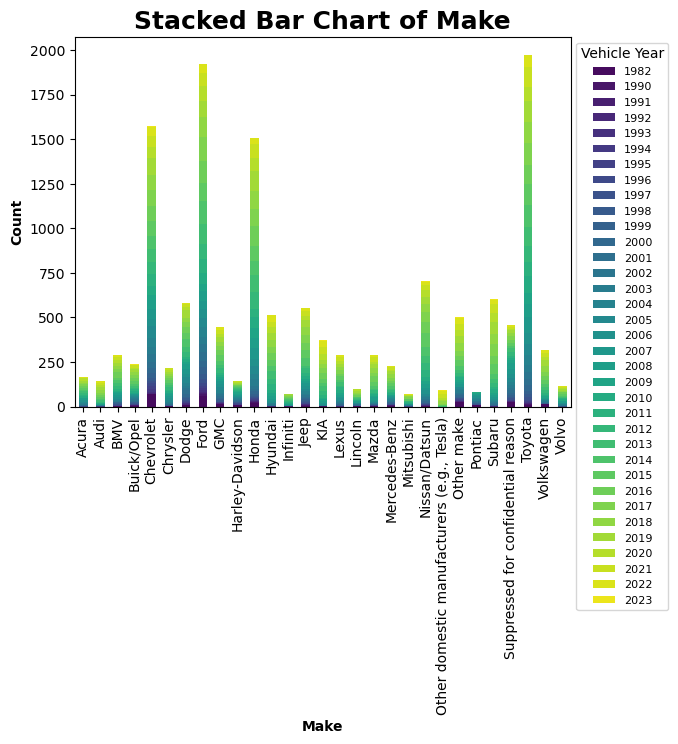 Stacked Bar Chart of Make
Count
2000
1750
1500
1250
1000
750
500
250
0
Acura
Audi
BMV
Buick/Opel
Chevrolet
Chrysler
Dodge
Ford
GMC
Harley-Davidson
Honda
Hyundai
Infiniti
Jeep
KIA
Lexus
Lincoln
Mazda
Mercedes-Benz
Mitsubishi
Nissan/Datsun
Other domestic manufacturers (e.g., Tesla)
Other make
Pontiac
Subaru
Suppressed for confidential reason
Toyota
Volkswagen
Volvo
Make
Vehicle Year
1982
1990
1991
1992
1993
1994
1995
1996
1997
1998
1999
2000
2001
2002
2003
2004
2005
2006
2007
2008
2009
2010
2011
2012
2013
2014
2015
2016
2017
2018
2019
2020
2021
2022
2023